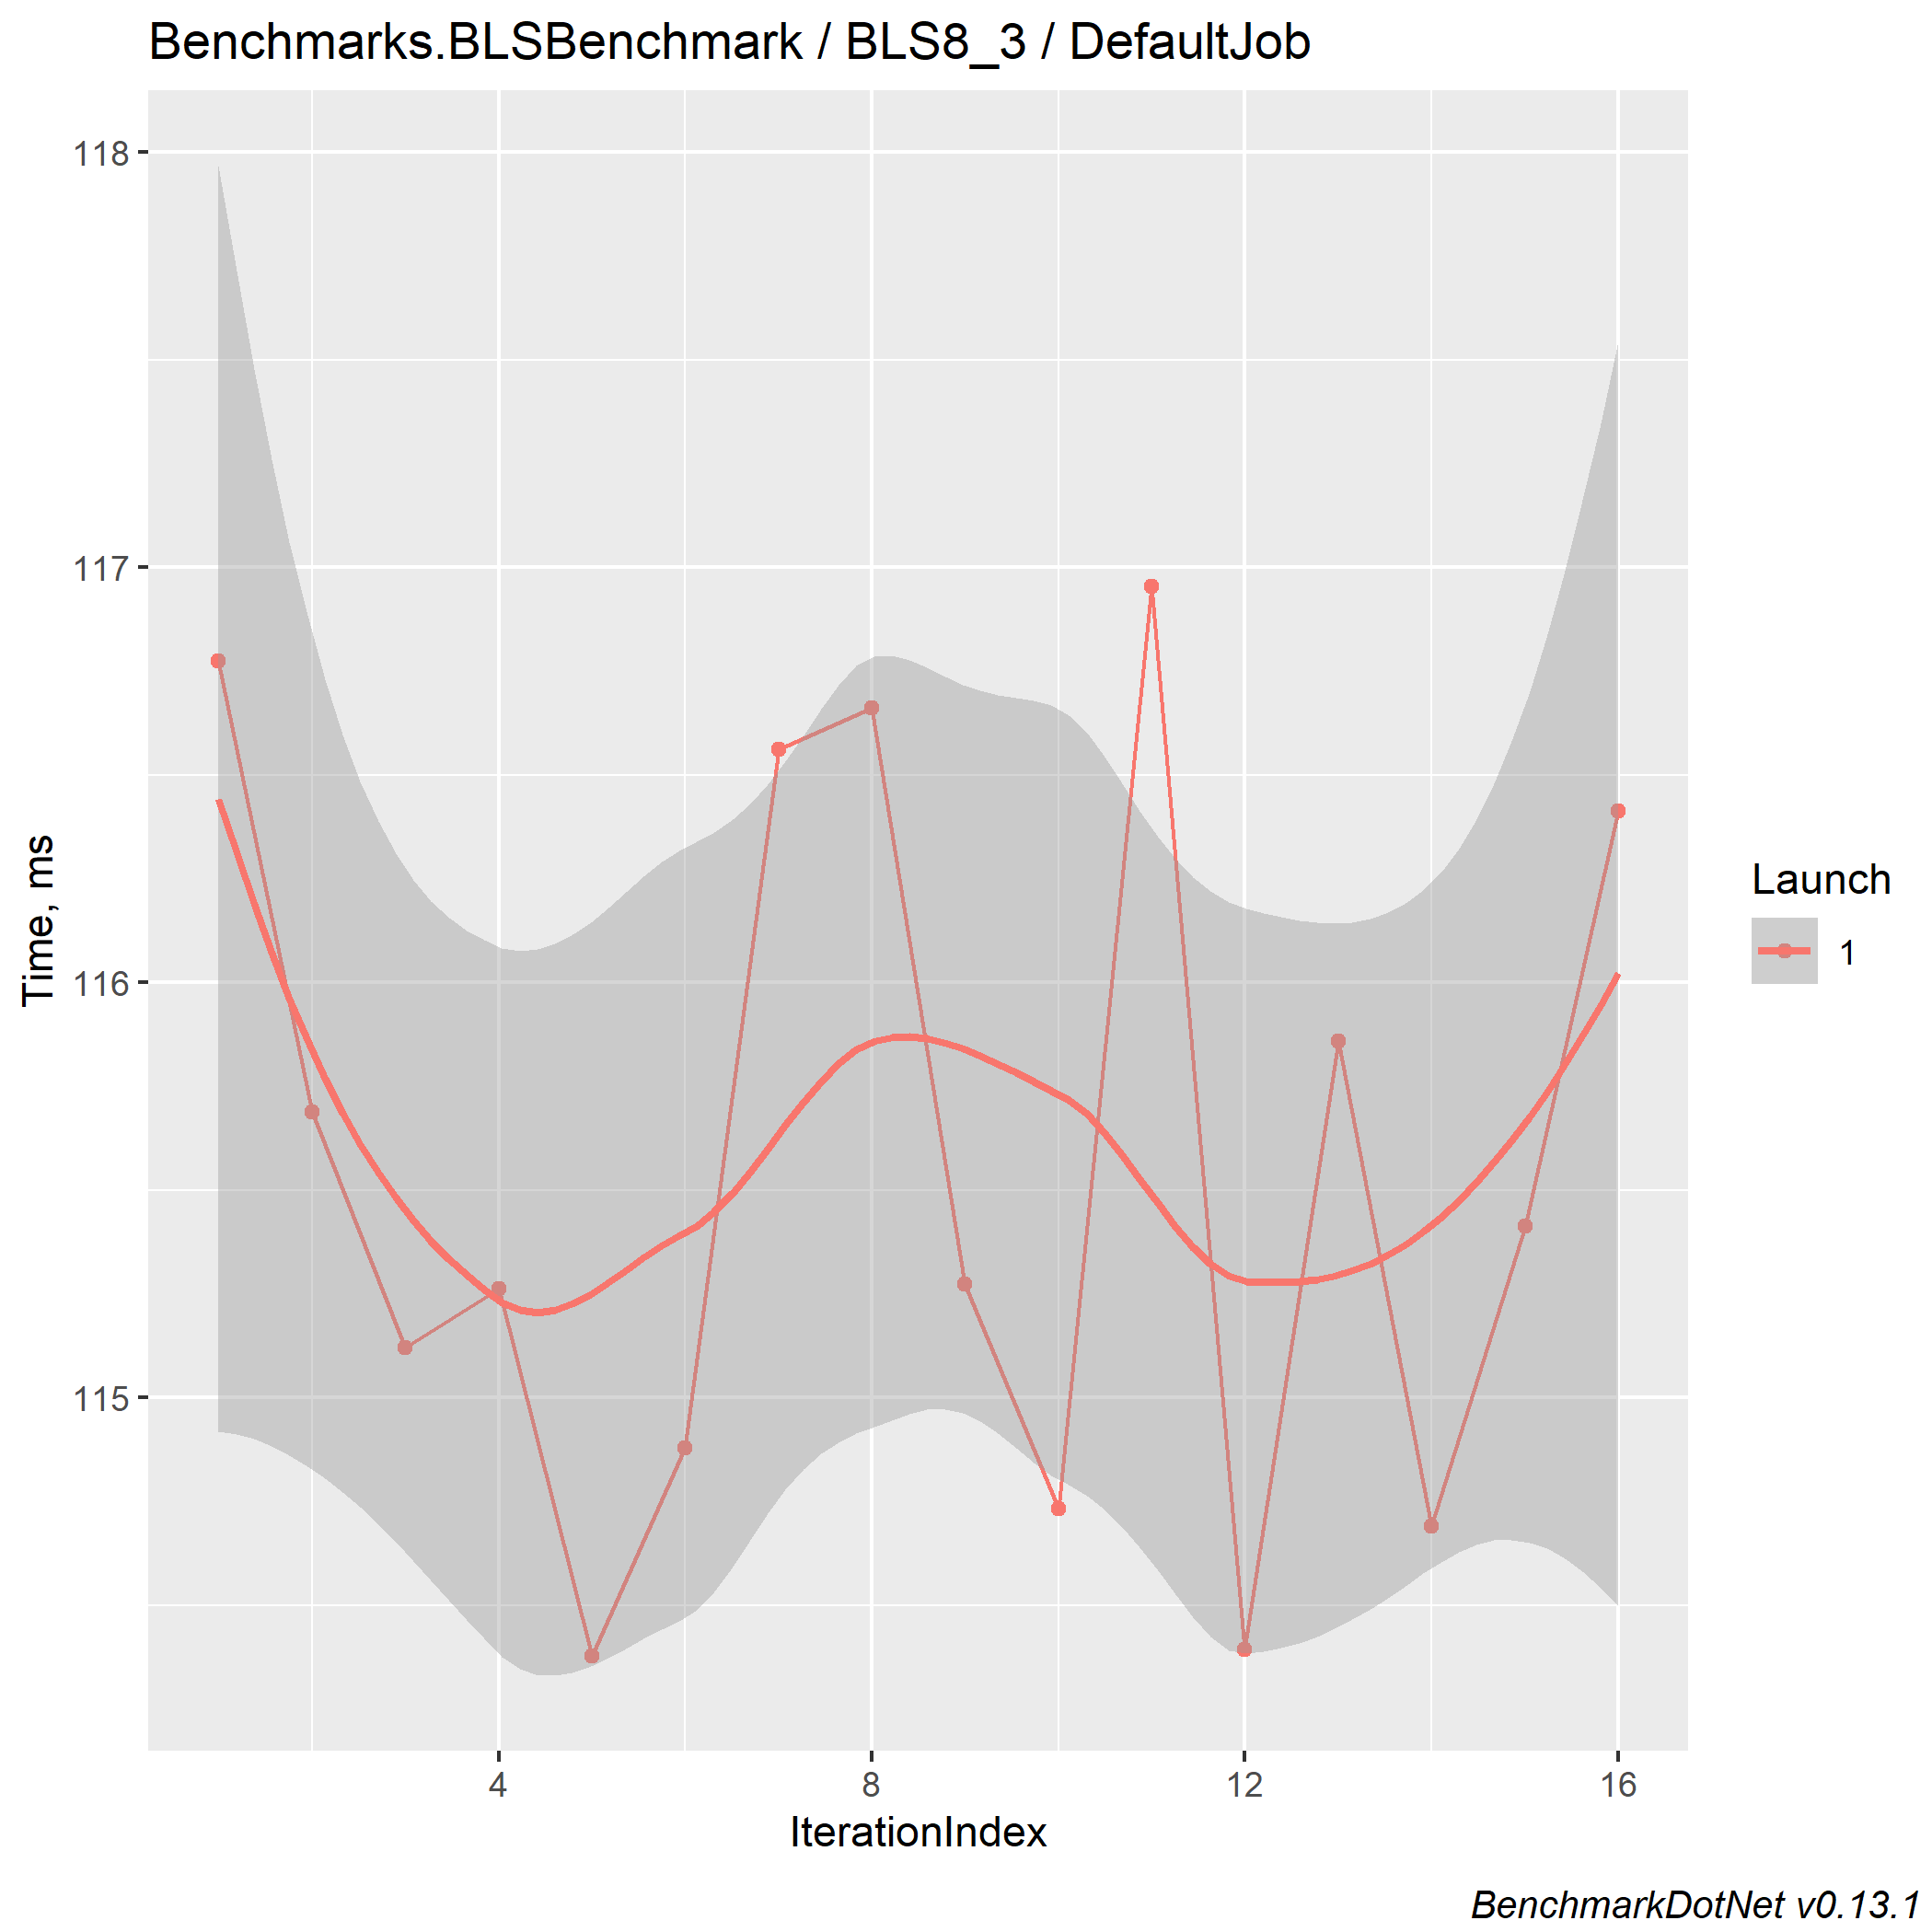 Benchmarks.BLSBenchmark / BLS8_3 / DefaultJob
118
117
116
115
Time, ms
4 8 12 16
IterationIndex
Launch
1
BenchmarkDotNet v0.13.1